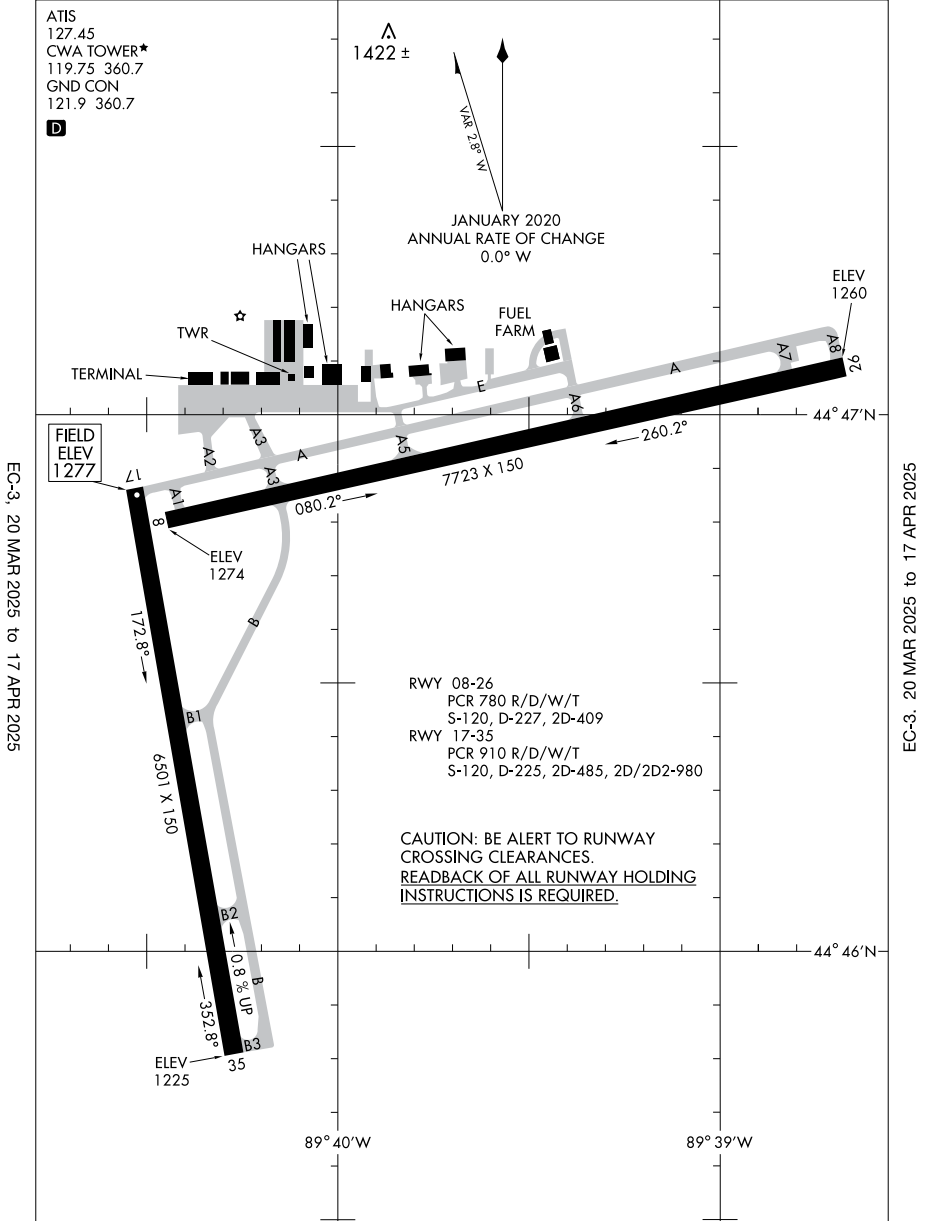 ATIS
127.45
CWA TOWER★
119.75 360.7
GND CON
121.9 360.7
D
1422 ±
VAR 2.8° W
JANUARY 2020
ANNUAL RATE OF CHANGE
0.0° W
HANGARS
HANGARS
FUEL
FARM
ELEV
1260
TWR
TERMINAL
A8
26
A7
A
E
A6
44° 47'N
FIELD
ELEV
1277
A3
A2
A
A5
A3
260.2°
7723 X 150
080.2°
17
A1
8
ELEV
1274
172.8°
B
B1
6501 X 150
RWY 08-26
PCR 780 R/D/W/T
S-120, D-227, 2D-409
RWY 17-35
PCR 910 R/D/W/T
S-120, D-225, 2D-485, 2D/2D2-980
CAUTION: BE ALERT TO RUNWAY
CROSSING CLEARANCES.
READBACK OF ALL RUNWAY HOLDING
INSTRUCTIONS IS REQUIRED.
B2
44° 46'N
0.8 % UP
B
352.8°
B3
ELEV
1225
35
89° 40'W
89° 39'W
EC-3, 20 MAR 2025 to 17 APR 2025
EC-3, 20 MAR 2025 to 17 APR 2025